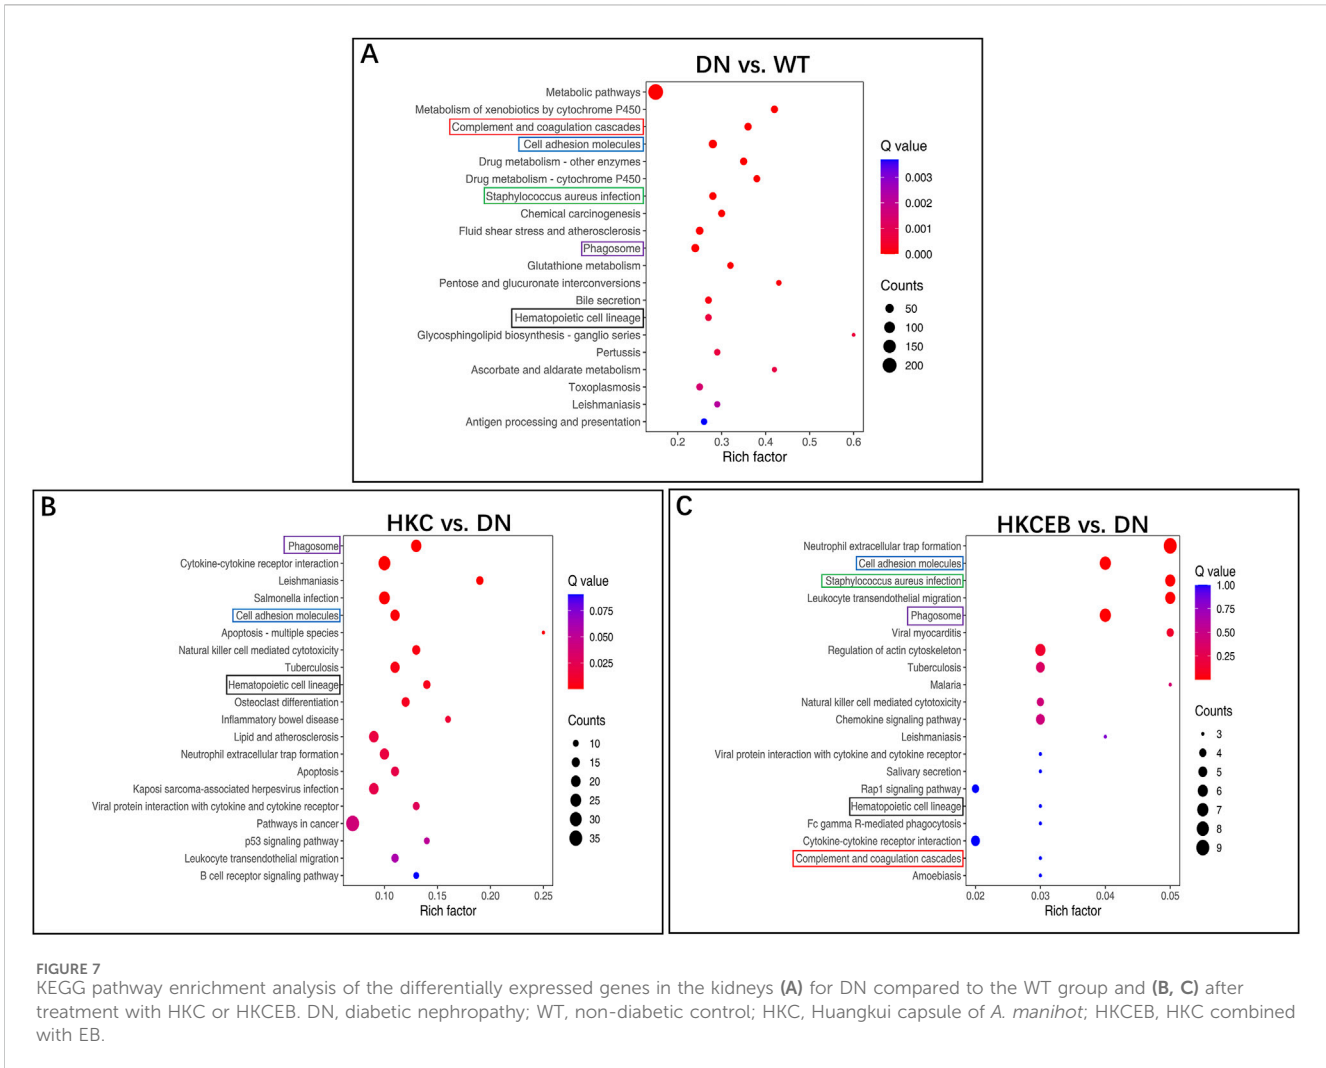 A
DN vs. WT
Metabolic pathways
Metabolism of xenobiotics by cytochrome P450
Complement and coagulation cascades
Cell adhesion molecules
Drug metabolism - other enzymes
Drug metabolism - cytochrome P450
Staphylococcus aureus infection
Chemical carcinogenesis
Fluid shear stress and atherosclerosis
Phagosome
Glutathione metabolism
Pentose and glucuronate interconversions
Bile secretion
Hematopoietic cell lineage
Glycosphingolipid biosynthesis - ganglio series
Pertussis
Ascorbate and aldarate metabolism
Toxoplasmosis
Leishmaniasis
Antigen processing and presentation
0.2 0.3 0.4 0.5 0.6
Rich factor
Q value
0.003
0.002
0.001
0.000
Counts
50
100
150
200
B
HKC vs. DN
Phagosome
Cytokine-cytokine receptor interaction
Leishmaniasis
Salmonella infection
Cell adhesion molecules
Apoptosis - multiple species
Natural killer cell mediated cytotoxicity
Tuberculosis
Hematopoietic cell lineage
Osteoclast differentiation
Inflammatory bowel disease
Lipid and atherosclerosis
Neutrophil extracellular trap formation
Apoptosis
Kaposi sarcoma-associated herpesvirus infection
Viral protein interaction with cytokine and cytokine receptor
Pathways in cancer
p53 signaling pathway
Leukocyte transendothelial migration
B cell receptor signaling pathway
0.10 0.15 0.20 0.25
Rich factor
Q value
0.075
0.050
0.025
Counts
10
15
20
25
30
35
C
HKCEB vs. DN
Neutrophil extracellular trap formation
Cell adhesion molecules
Staphylococcus aureus infection
Leukocyte transendothelial migration
Phagosome
Viral myocarditis
Regulation of actin cytoskeleton
Tuberculosis
Malaria
Natural killer cell mediated cytotoxicity
Chemokine signaling pathway
Leishmaniasis
Viral protein interaction with cytokine and cytokine receptor
Salivary secretion
Rap1 signaling pathway
Hematopoietic cell lineage
Fc gamma R-mediated phagocytosis
Cytokine-cytokine receptor interaction
Complement and coagulation cascades
Amoebiasis
0.02 0.03 0.04 0.05
Rich factor
Q value
1.00
0.75
0.50
0.25
Counts
3
4
5
6
7
8
9
FIGURE 7
KEGG pathway enrichment analysis of the differentially expressed genes in the kidneys (A) for DN compared to the WT group and (B, C) after
treatment with HKC or HKCEB. DN, diabetic nephropathy; WT, non-diabetic control; HKC, Huangkui capsule of A. manihot; HKCEB, HKC combined
with EB.